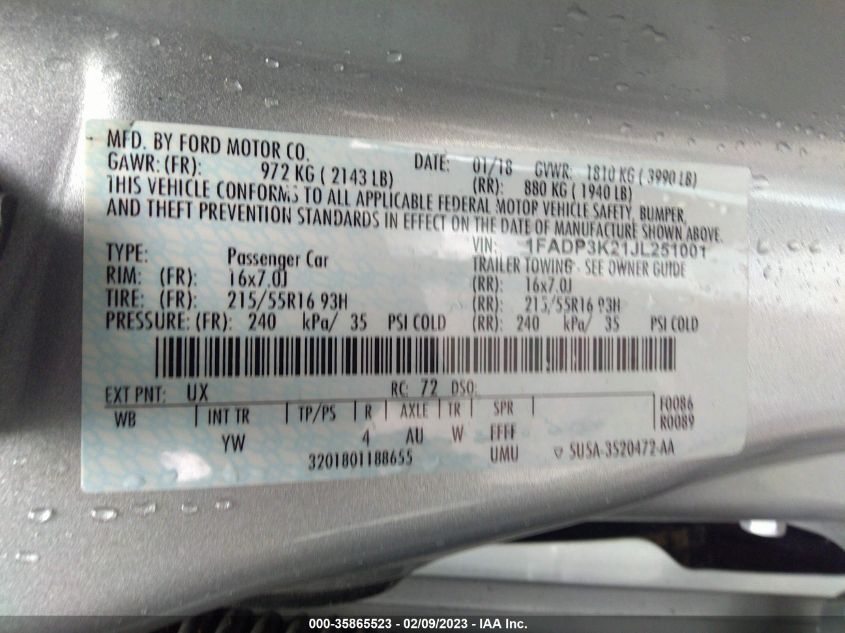 MFD. BY FORD MOTOR CO. DATE: 01/18 GVWR: 1810 KG ( 3990 LB)
GAWR: (FR): 972 KG ( 2143 LB) (RR): 880 KG ( 1940 LB)
THIS VEHICLE CONFORMS TO ALL APPLICABLE FEDERAL MOTOR VEHICLE SAFETY, BUMPER,
AND THEFT PREVENTION STANDARDS IN EFFECT ON THE DATE OF MANUFACTURE SHOWN ABOVE.
VIN: 1FADP3K21JL251001
TYPE: Passenger Car TRAILER TOWING - SEE OWNER GUIDE
RIM: (FR): 16x7.0J (RR): 16x7.0J
TIRE: (FR): 215/55R16 93H (RR): 215/55R16 93H
PRESSURE: (FR): 240 kPa/ 35 PSI COLD (RR): 240 kPa/ 35 PSI COLD
EXT PNT: UX RC: 72 DSO:
WB INT TR TP/PS R AXLE TR SPR F0086
R0089
YW 4 AU W FFFF
3201801188655 UMU ▽ SU5A-3520472-AA
000-35865523 - 02/09/2023 - IAA Inc.